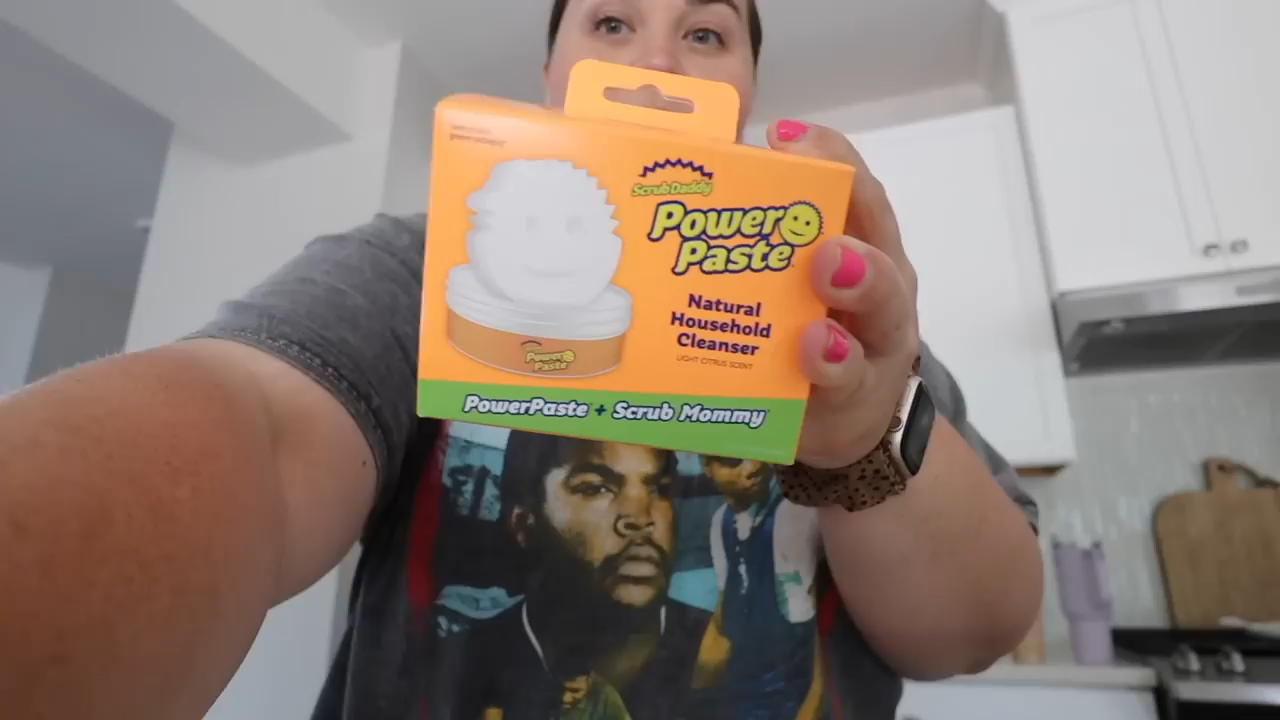 Scrub Daddy
Power
Paste
Natural
Household
Cleanser
LIGHT CITRUS SCENT
Power
Paste
PowerPaste + Scrub Mommy